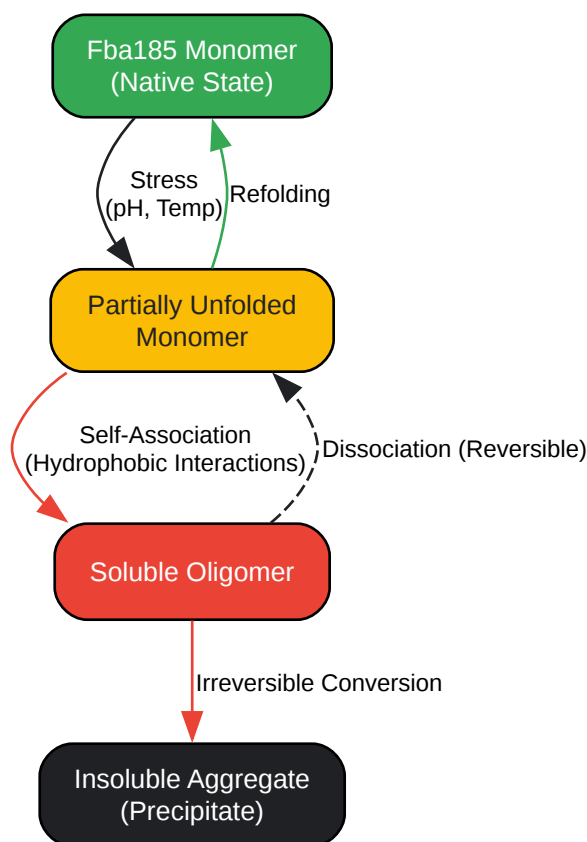 Fba185 Monomer
(Native State)
Stress
(pH, Temp)
Refolding
Partially Unfolded
Monomer
Self-Association
(Hydrophobic Interactions)
Dissociation (Reversible)
Soluble Oligomer
Irreversible Conversion
Insoluble Aggregate
(Precipitate)